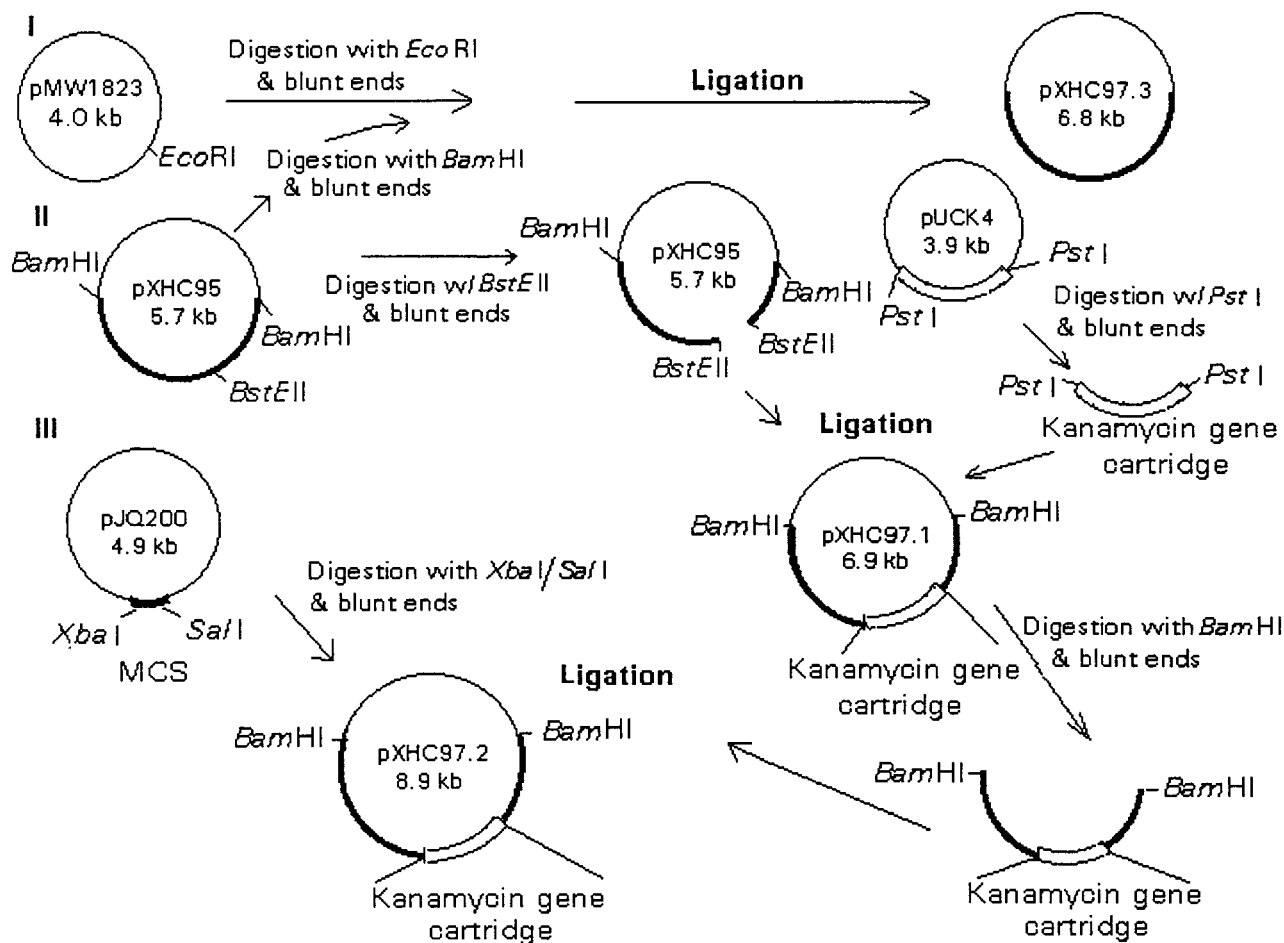 I
pMW1823
4.0 kb
EcoRI
Digestion with EcoRI
& blunt ends
Ligation
pXHC97.3
6.8 kb
Digestion with BamHI
& blunt ends
II
BamHI
pXHC95
5.7 kb
BamHI
BstEII
Digestion w/ BstEII
& blunt ends
BamHI
pXHC95
5.7 kb
BamHI
BstEII
BstEII
pUCK4
3.9 kb
Pst I
Pst I
Digestion w/ Pst I
& blunt ends
Pst I
Pst I
Kanamycin gene
cartridge
Ligation
BamHI
pXHC97.1
6.9 kb
BamHI
Kanamycin gene
cartridge
Digestion with BamHI
& blunt ends
III
pJQ200
4.9 kb
Xba I
Sal I
MCS
Digestion with Xba I/Sal I
& blunt ends
Ligation
BamHI
pXHC97.2
8.9 kb
BamHI
Kanamycin gene
cartridge
BamHI
BamHI
Kanamycin gene
cartridge